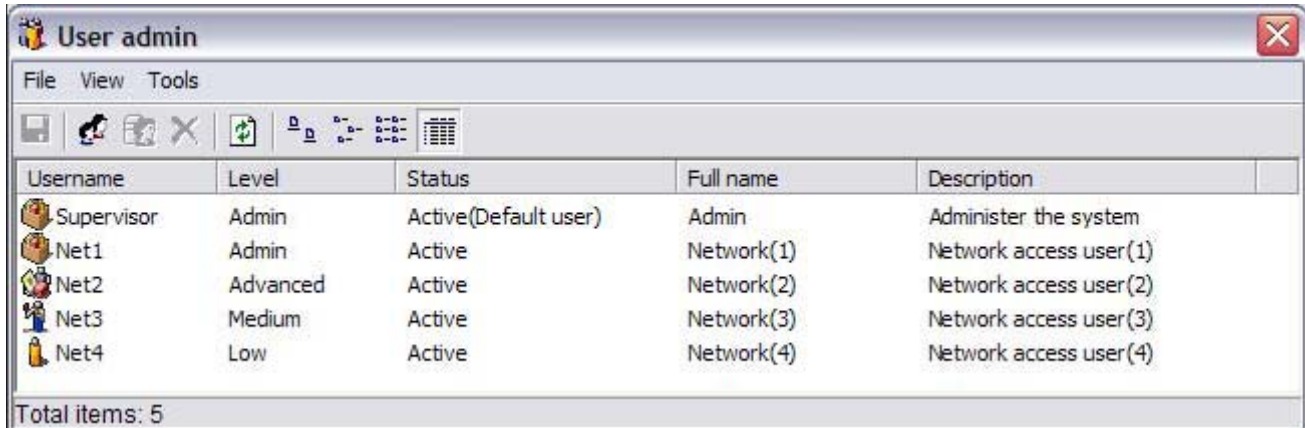 User admin
File View Tools
Username Level Status Full name Description
Supervisor Admin Active(Default user) Admin Administer the system
Net1 Admin Active Network(1) Network access user(1)
Net2 Advanced Active Network(2) Network access user(2)
Net3 Medium Active Network(3) Network access user(3)
Net4 Low Active Network(4) Network access user(4)
Total items: 5